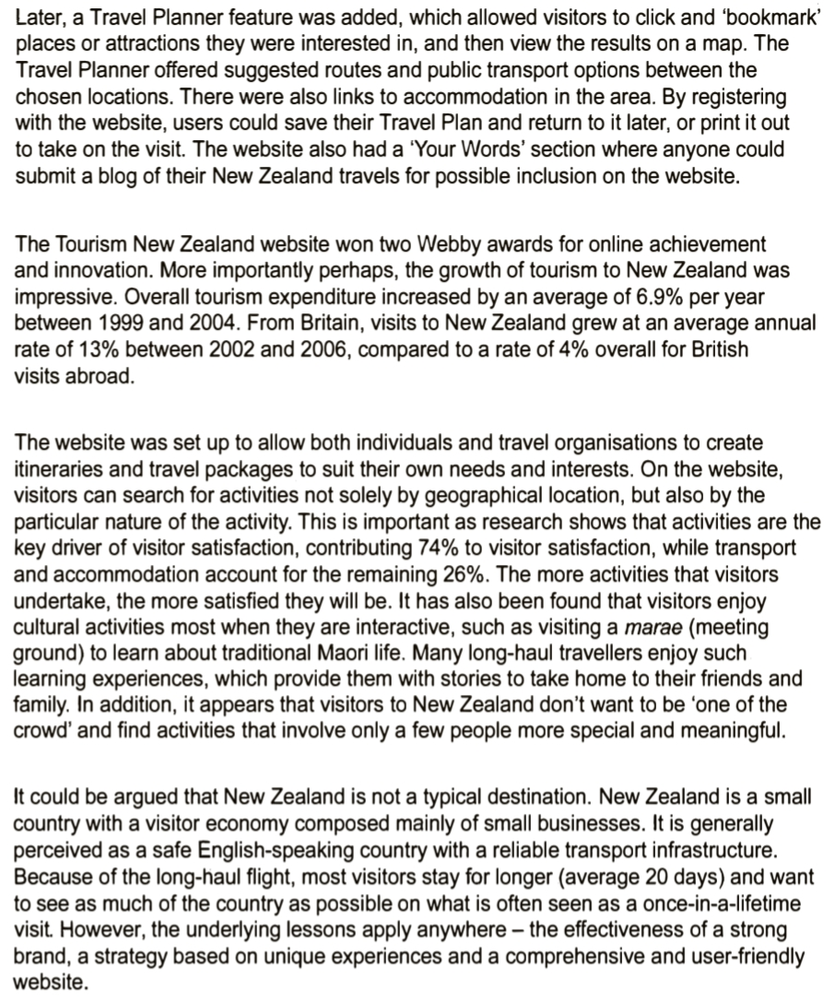 Later, a Travel Planner feature was added, which allowed visitors to click and ‘bookmark’
places or attractions they were interested in, and then view the results on a map. The
Travel Planner offered suggested routes and public transport options between the
chosen locations. There were also links to accommodation in the area. By registering
with the website, users could save their Travel Plan and return to it later, or print it out
to take on the visit. The website also had a ‘Your Words’ section where anyone could
submit a blog of their New Zealand travels for possible inclusion on the website.
The Tourism New Zealand website won two Webby awards for online achievement
and innovation. More importantly perhaps, the growth of tourism to New Zealand was
impressive. Overall tourism expenditure increased by an average of 6.9% per year
between 1999 and 2004. From Britain, visits to New Zealand grew at an average annual
rate of 13% between 2002 and 2006, compared to a rate of 4% overall for British
visits abroad.
The website was set up to allow both individuals and travel organisations to create
itineraries and travel packages to suit their own needs and interests. On the website,
visitors can search for activities not solely by geographical location, but also by the
particular nature of the activity. This is important as research shows that activities are the
key driver of visitor satisfaction, contributing 74% to visitor satisfaction, while transport
and accommodation account for the remaining 26%. The more activities that visitors
undertake, the more satisfied they will be. It has also been found that visitors enjoy
cultural activities most when they are interactive, such as visiting a marae (meeting
ground) to learn about traditional Maori life. Many long-haul travellers enjoy such
learning experiences, which provide them with stories to take home to their friends and
family. In addition, it appears that visitors to New Zealand don’t want to be ‘one of the
crowd’ and find activities that involve only a few people more special and meaningful.
It could be argued that New Zealand is not a typical destination. New Zealand is a small
country with a visitor economy composed mainly of small businesses. It is generally
perceived as a safe English-speaking country with a reliable transport infrastructure.
Because of the long-haul flight, most visitors stay for longer (average 20 days) and want
to see as much of the country as possible on what is often seen as a once-in-a-lifetime
visit. However, the underlying lessons apply anywhere – the effectiveness of a strong
brand, a strategy based on unique experiences and a comprehensive and user-friendly
website.